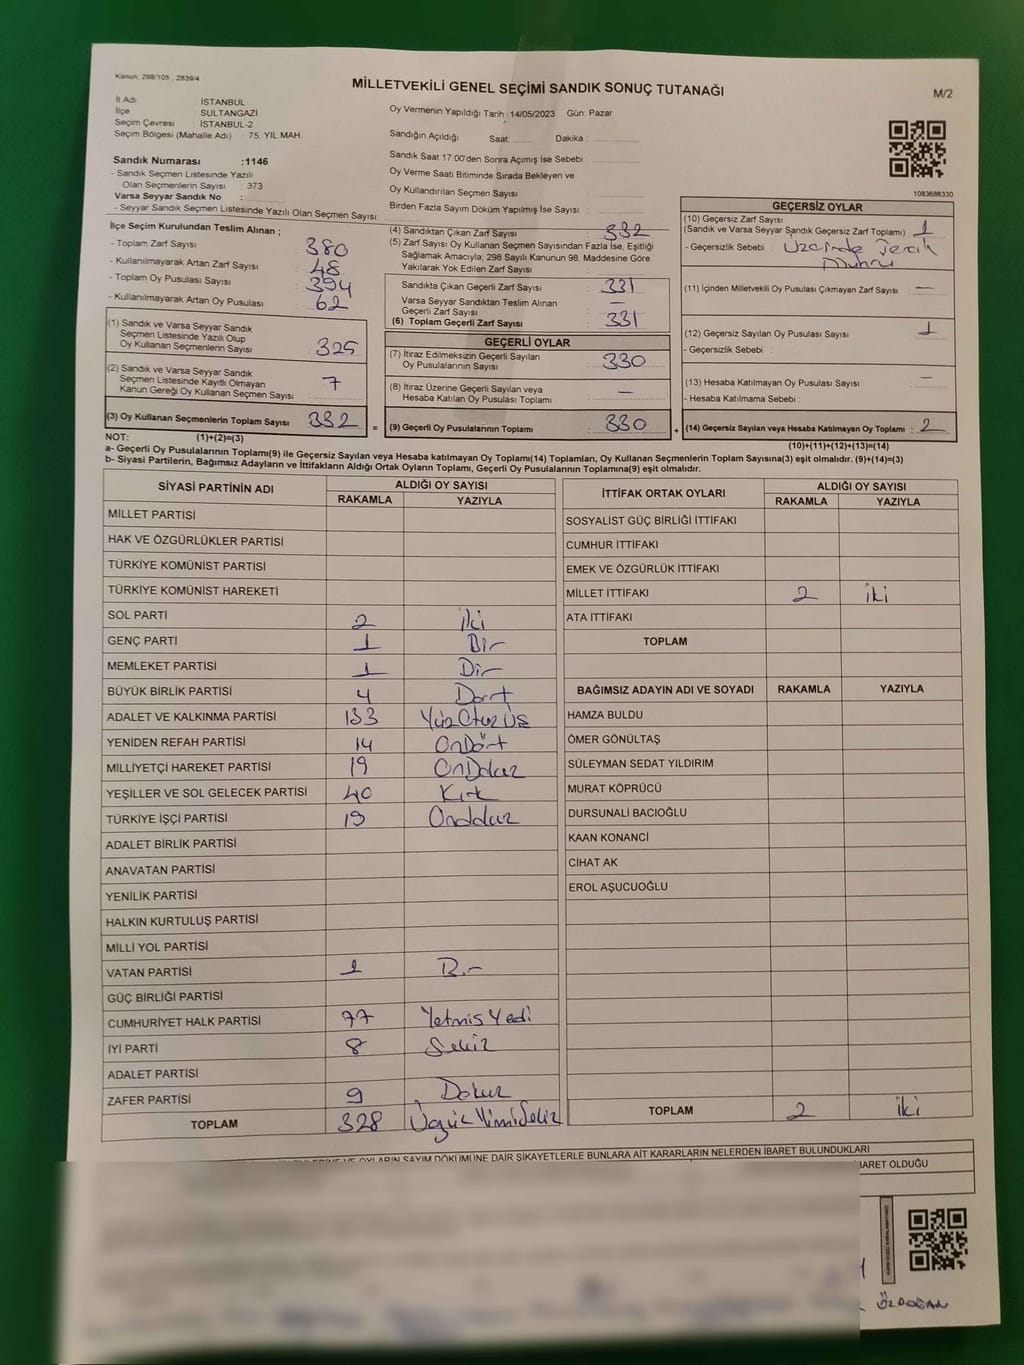 Kanun; 298/105 , 2839/4
MİLLETVEKİLİ GENEL SEÇİMİ SANDIK SONUÇ TUTANAĞI
M/2
İl Adı İSTANBUL
İlçe SULTANGAZİ
Seçim Çevresi : İSTANBUL-2
Seçim Bölgesi (Mahalle Adı) 75. YIL MAH.
Sandık Numarası :1146
- Sandık Seçmen Listesinde Yazılı
Olan Seçmenlerin Sayısı : 373
Varsa Seyyar Sandık No :
- Seyyar Sandık Seçmen Listesinde Yazılı Olan Seçmen Sayısı:
Oy Vermenin Yapıldığı Tarih :14/05/2023 Gün: Pazar
Sandığın Açıldığı Saat: Dakika :
Sandık Saat 17:00'den Sonra Açımış İse Sebebi :
Oy Verme Saati Bitiminde Sırada Bekleyen ve
Oy Kullandırılan Seçmen Sayısı :
Birden Fazla Sayım Döküm Yapılmış İse Sayısı :
1083686330
İlçe Seçim Kurulundan Teslim Alınan ;
- Toplam Zarf Sayısı : 380
- Kullanılmayarak Artan Zarf Sayısı : 48
- Toplam Oy Pusulası Sayısı : 394
- Kullanılmayarak Artan Oy Pusulası : 62
(1) Sandık ve Varsa Seyyar Sandık
Seçmen Listesinde Yazılı Olup
Oy Kullanan Seçmenlerin Sayısı : 325
(2) Sandık ve Varsa Seyyar Sandık
Seçmen Listesinde Kayıtlı Olmayan
Kanun Gereği Oy Kullanan Seçmen Sayısı : 7
(3) Oy Kullanan Seçmenlerin Toplam Sayısı : 332
(4) Sandıktan Çıkan Zarf Sayısı : 332
(5) Zarf Sayısı Oy Kullanan Seçmen Sayısından Fazla İse, Eşitliği
Sağlamak Amacıyla; 298 Sayılı Kanunun 98. Maddesine Göre
Yakılarak Yok Edilen Zarf Sayısı :
Sandıkta Çıkan Geçerli Zarf Sayısı : 331
Varsa Seyyar Sandıktan Teslim Alınan
Geçerli Zarf Sayısı : —
(6) Toplam Geçerli Zarf Sayısı : 331
GEÇERLİ OYLAR
(7) İtiraz Edilmeksizin Geçerli Sayılan
Oy Pusulalarının Sayısı : 330
(8) İtiraz Üzerine Geçerli Sayılan veya
Hesaba Katılan Oy Pusulası Toplamı : —
= (9) Geçerli Oy Pusulalarının Toplamı : 330 +
GEÇERSİZ OYLAR
(10) Geçersiz Zarf Sayısı
(Sandık ve Varsa Seyyar Sandık Geçersiz Zarf Toplamı) : 1
- Geçersizlik Sebebi : Üzerinde Tercih
Mührü
(11) İçinden Milletvekili Oy Pusulası Çıkmayan Zarf Sayısı : —
(12) Geçersiz Sayılan Oy Pusulası Sayısı : 1
- Geçersizlik Sebebi :
(13) Hesaba Katılmayan Oy Pusulası Sayısı : —
- Hesaba Katılmama Sebebi :
(14) Geçersiz Sayılan veya Hesaba Katılmayan Oy Toplamı : 2
NOT: (1)+(2)=(3)
(10)+(11)+(12)+(13)=(14)
a- Geçerli Oy Pusulalarının Toplamı(9) ile Geçersiz Sayılan veya Hesaba katılmayan Oy Toplamı(14) Toplamları, Oy Kullanan Seçmenlerin Toplam Sayısına(3) eşit olmalıdır. (9)+(14)=(3)
b- Siyasi Partilerin, Bağımsız Adayların ve İttifakların Aldığı Ortak Oyların Toplamı, Geçerli Oy Pusulalarının Toplamına(9) eşit olmalıdır.
SİYASİ PARTİNİN ADI ALDIĞI OY SAYISI
RAKAMLA YAZIYLA
MİLLET PARTİSİ
HAK VE ÖZGÜRLÜKLER PARTİSİ
TÜRKİYE KOMÜNİST PARTİSİ
TÜRKİYE KOMÜNİST HAREKETİ
SOL PARTİ 2 İki
GENÇ PARTİ 1 Bir
MEMLEKET PARTİSİ 1 Bir
BÜYÜK BİRLİK PARTİSİ 4 Dört
ADALET VE KALKINMA PARTİSİ 133 YüzOtuzÜç
YENİDEN REFAH PARTİSİ 14 OnDört
MİLLİYETÇİ HAREKET PARTİSİ 19 OnDokuz
YEŞİLLER VE SOL GELECEK PARTİSİ 40 Kırk
TÜRKİYE İŞÇİ PARTİSİ 19 Ondokuz
ADALET BİRLİK PARTİSİ
ANAVATAN PARTİSİ
YENİLİK PARTİSİ
HALKIN KURTULUŞ PARTİSİ
MİLLİ YOL PARTİSİ
VATAN PARTİSİ 1 Bir
GÜÇ BİRLİĞİ PARTİSİ
CUMHURİYET HALK PARTİSİ 77 Yetmiş Yedi
İYİ PARTİ 8 Sekiz
ADALET PARTİSİ
ZAFER PARTİSİ 9 Dokuz
TOPLAM 328 ÜçyüzYirmiSekiz
İTTİFAK ORTAK OYLARI ALDIĞI OY SAYISI
RAKAMLA YAZIYLA
SOSYALİST GÜÇ BİRLİĞİ İTTİFAKI
CUMHUR İTTİFAKI
EMEK VE ÖZGÜRLÜK İTTİFAKI
MİLLET İTTİFAKI 2 iki
ATA İTTİFAKI
TOPLAM
BAĞIMSIZ ADAYIN ADI VE SOYADI RAKAMLA YAZIYLA
HAMZA BULDU
ÖMER GÖNÜLTAŞ
SÜLEYMAN SEDAT YILDIRIM
MURAT KÖPRÜCÜ
DURSUNALİ BACIOĞLU
KAAN KONANCİ
CİHAT AK
EROL AŞUCUOĞLU
TOPLAM 2 iki
VE OYLARIN SAYIM DÖKÜMÜNE DAİR ŞİKAYETLERLE BUNLARA AİT KARARLARIN NELERDEN İBARET BULUNDUKLARI
BARET OLDUĞU
ÖZDOĞAN